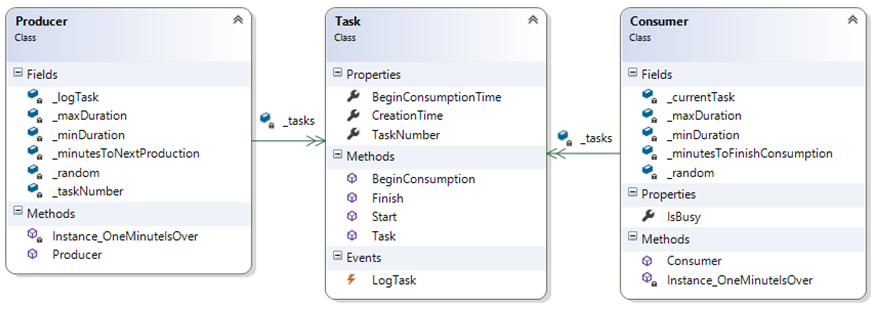 Producer
Class
Fields
_logTask
_maxDuration
_minDuration
_minutesToNextProduction
_random
_taskNumber
Methods
Instance_OneMinuteIsOver
Producer
_tasks
Task
Class
Properties
BeginConsumptionTime
CreationTime
TaskNumber
Methods
BeginConsumption
Finish
Start
Task
Events
LogTask
_tasks
Consumer
Class
Fields
_currentTask
_maxDuration
_minDuration
_minutesToFinishConsumption
_random
Properties
IsBusy
Methods
Consumer
Instance_OneMinuteIsOver